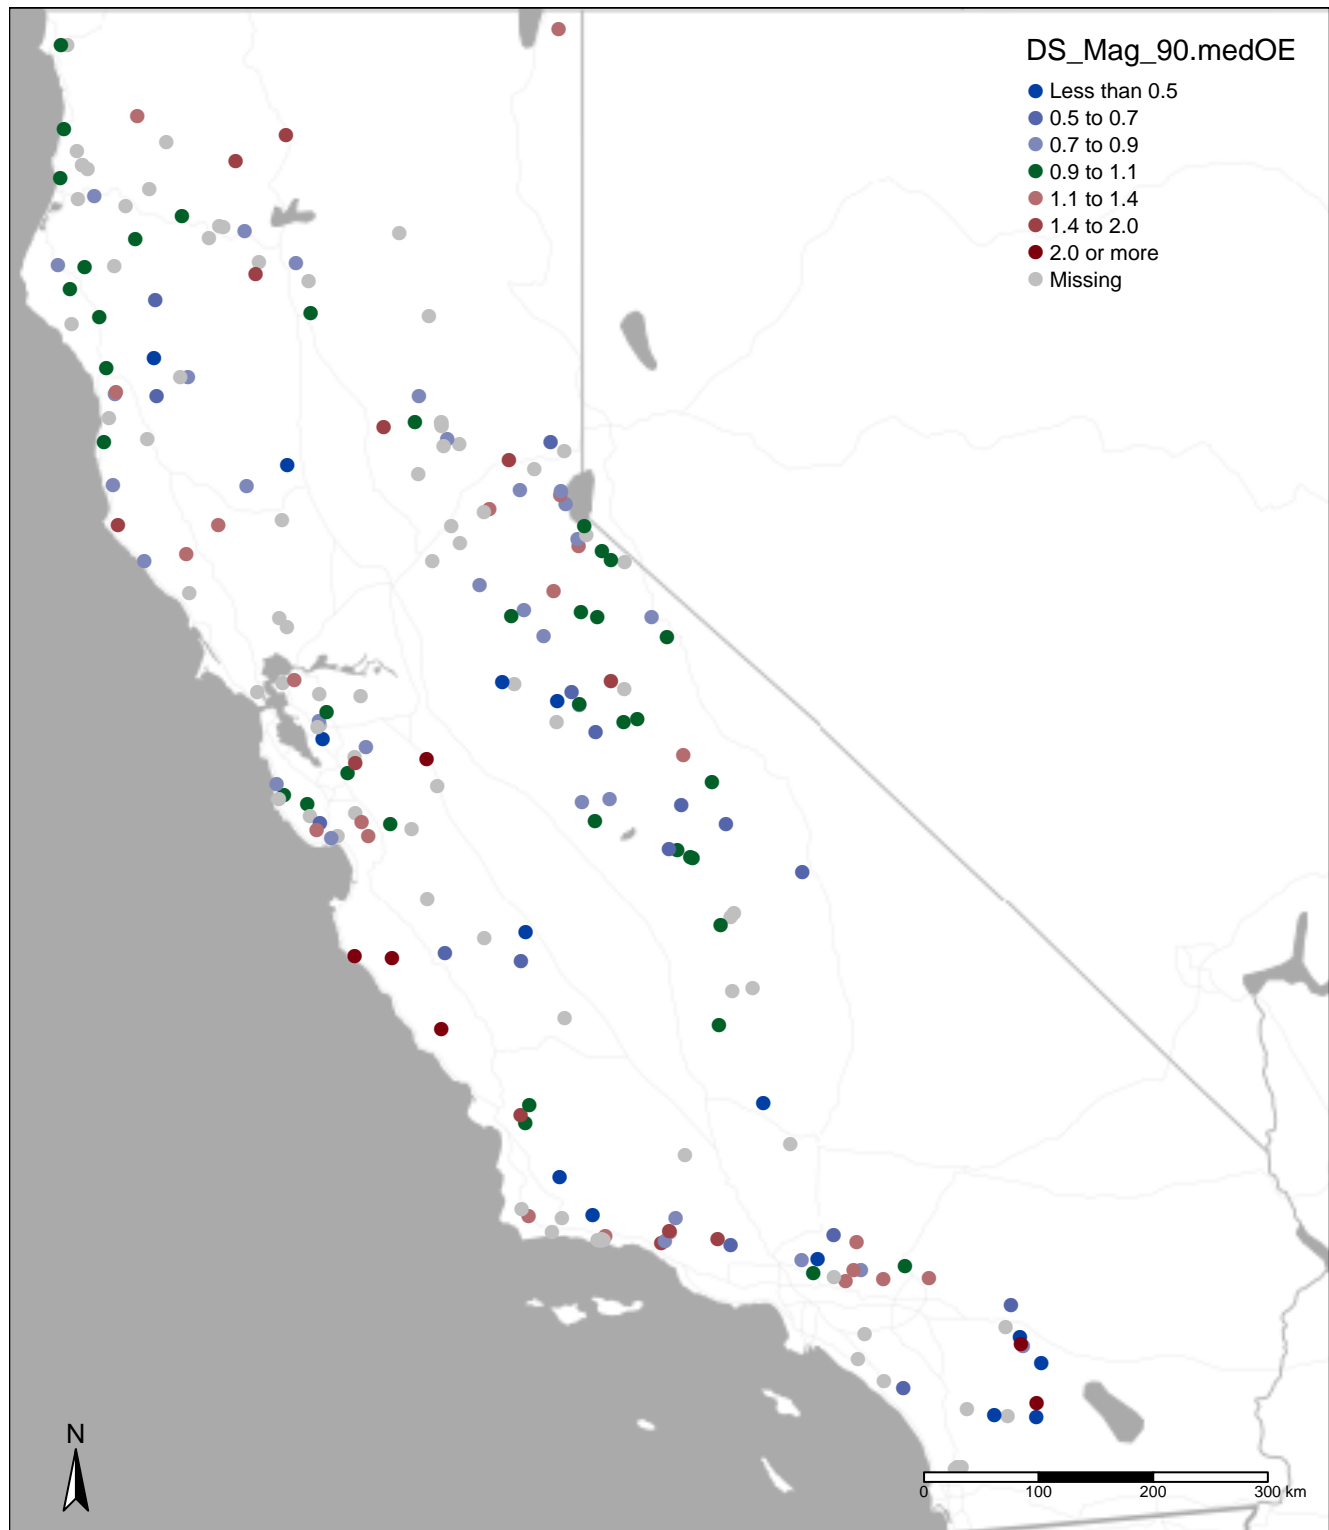 DS_Mag_90.medOE
Less than 0.5
0.5 to 0.7
0.7 to 0.9
0.9 to 1.1
1.1 to 1.4
1.4 to 2.0
2.0 or more
Missing
N
0 100 200 300 km